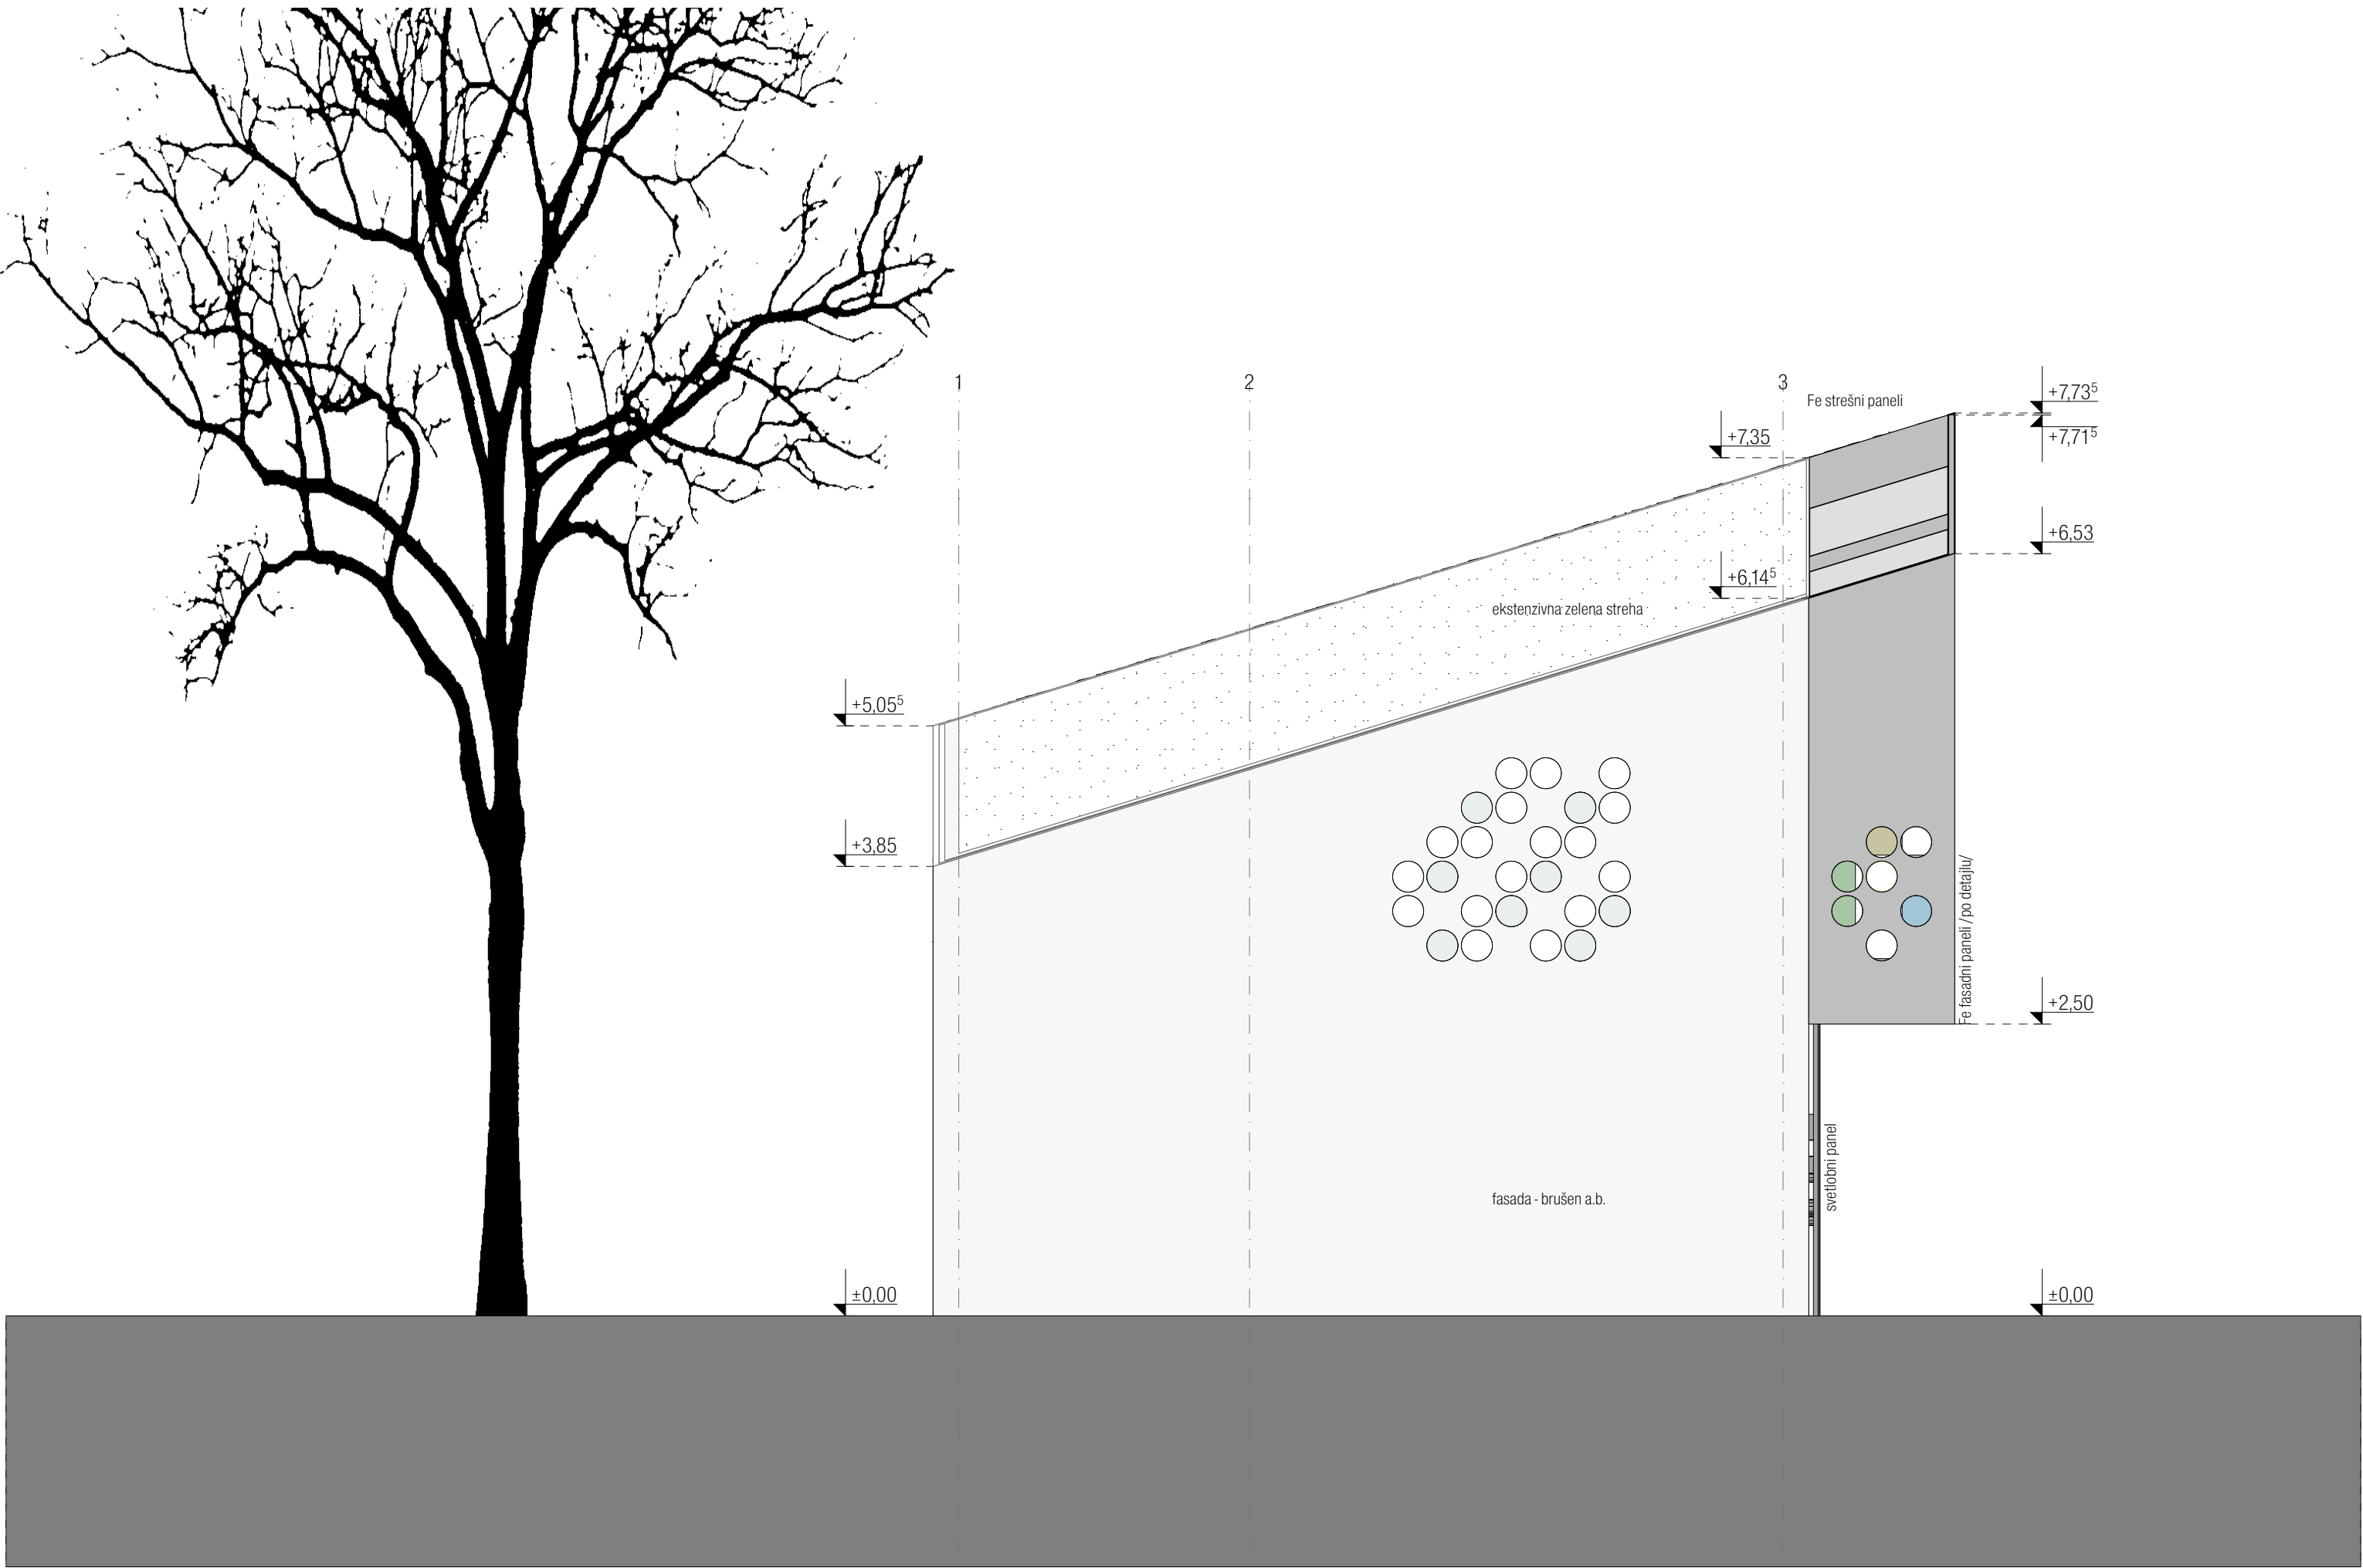 1
2
3
Fe strešni paneli
+7,73⁵
+7,35
+7,71⁵
+6,53
+6,14⁵
ekstenzivna zelena streha
+5,05⁵
+3,85
Fe fasadni paneli /po detajlu/
+2,50
svetlobni panel
fasada - brušen a.b.
±0,00
±0,00